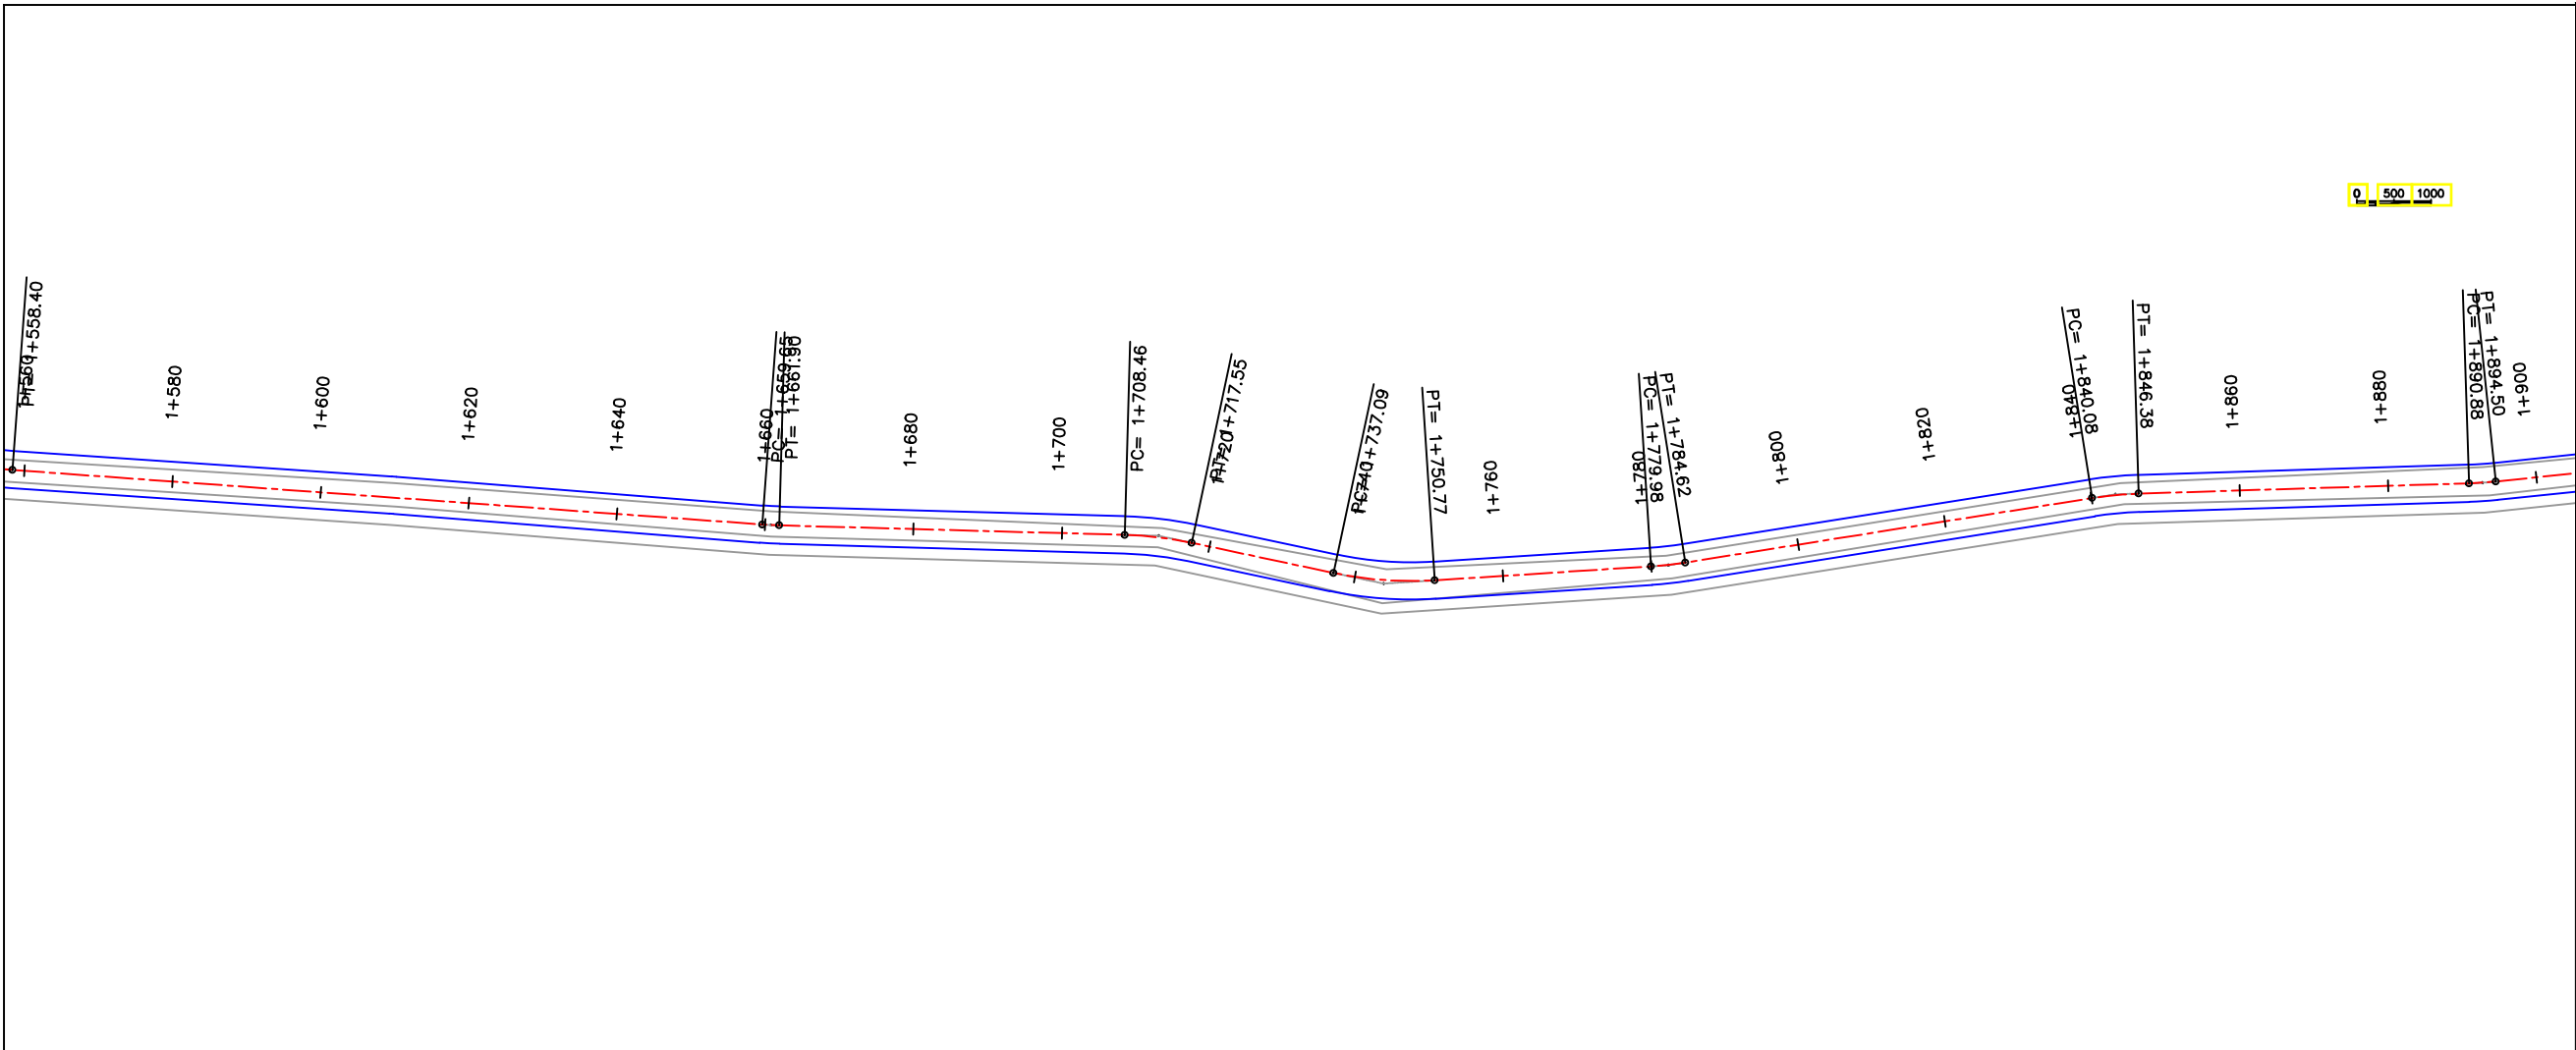 0 500 1000
PT= 1+558.40
1+560
1+580
1+600
1+620
1+640
1+660
PC= 1+659.65
PT= 1+661.90
1+680
1+700
PC= 1+708.46
PT= 1+717.55
1+720
PC= 1+737.09
1+740
PT= 1+750.77
1+760
1+780
PC= 1+779.98
PT= 1+784.62
1+800
1+820
1+840
PC= 1+840.08
PT= 1+846.38
1+860
1+880
PC= 1+890.88
PT= 1+894.50
1+900